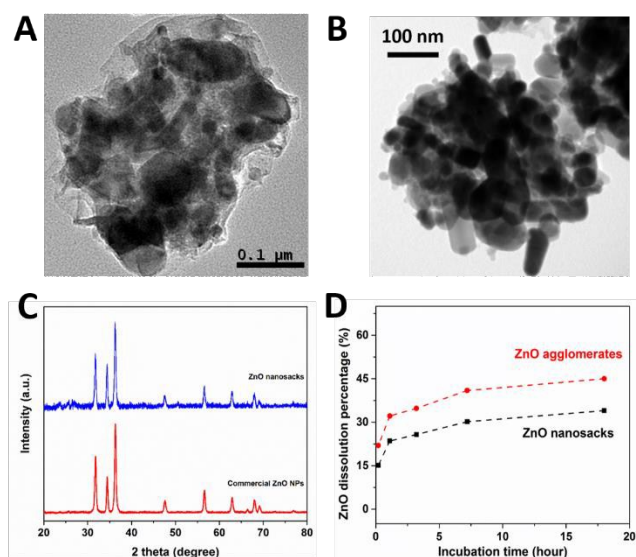 A
0.1 µm
B
100 nm
C
Intensity (a.u.)
ZnO nanosacks
Commercial ZnO NPs
20 30 40 50 60 70 80
2 theta (degree)
D
ZnO dissolution percentage (%)
60
45
30
15
0
ZnO agglomerates
ZnO nanosacks
0 5 10 15 20
Incubation time (hour)